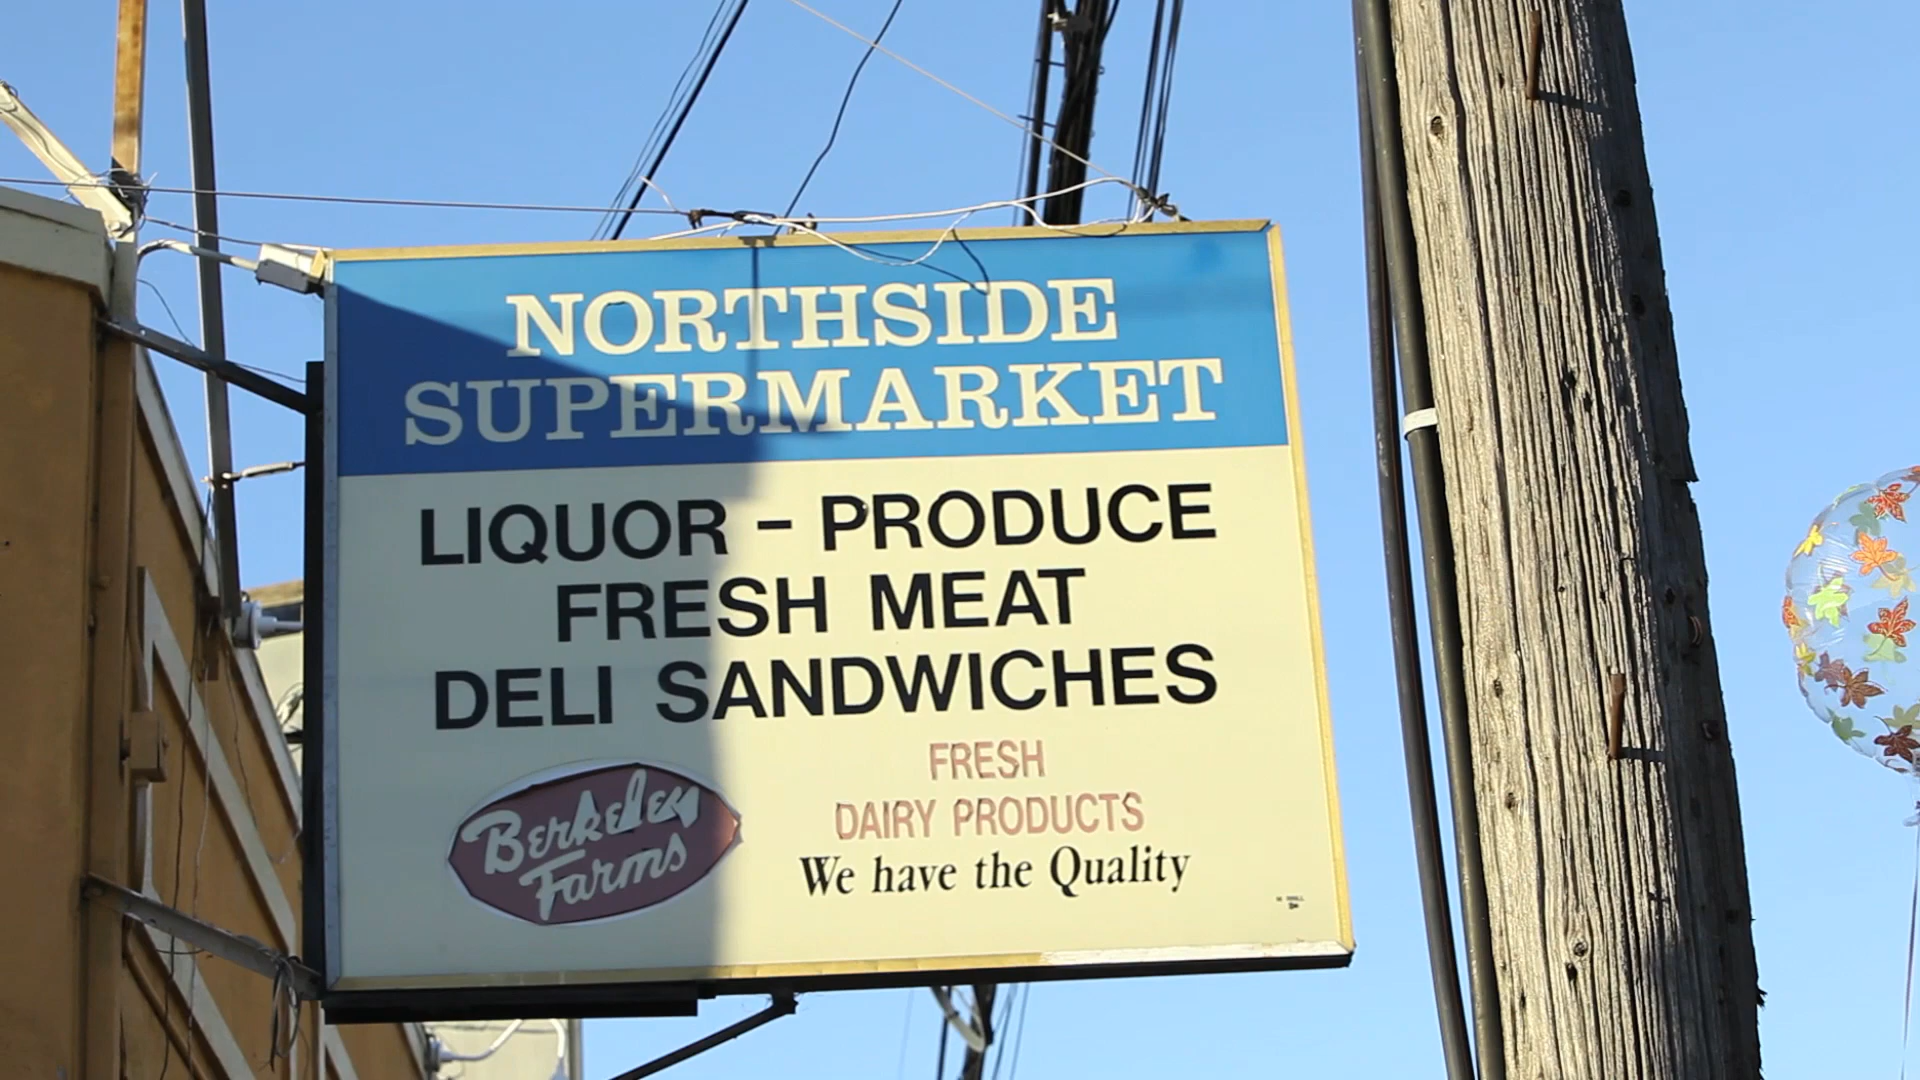 NORTHSIDE
SUPERMARKET
LIQUOR - PRODUCE
FRESH MEAT
DELI SANDWICHES
Berkeley
Farms
FRESH
DAIRY PRODUCTS
We have the Quality